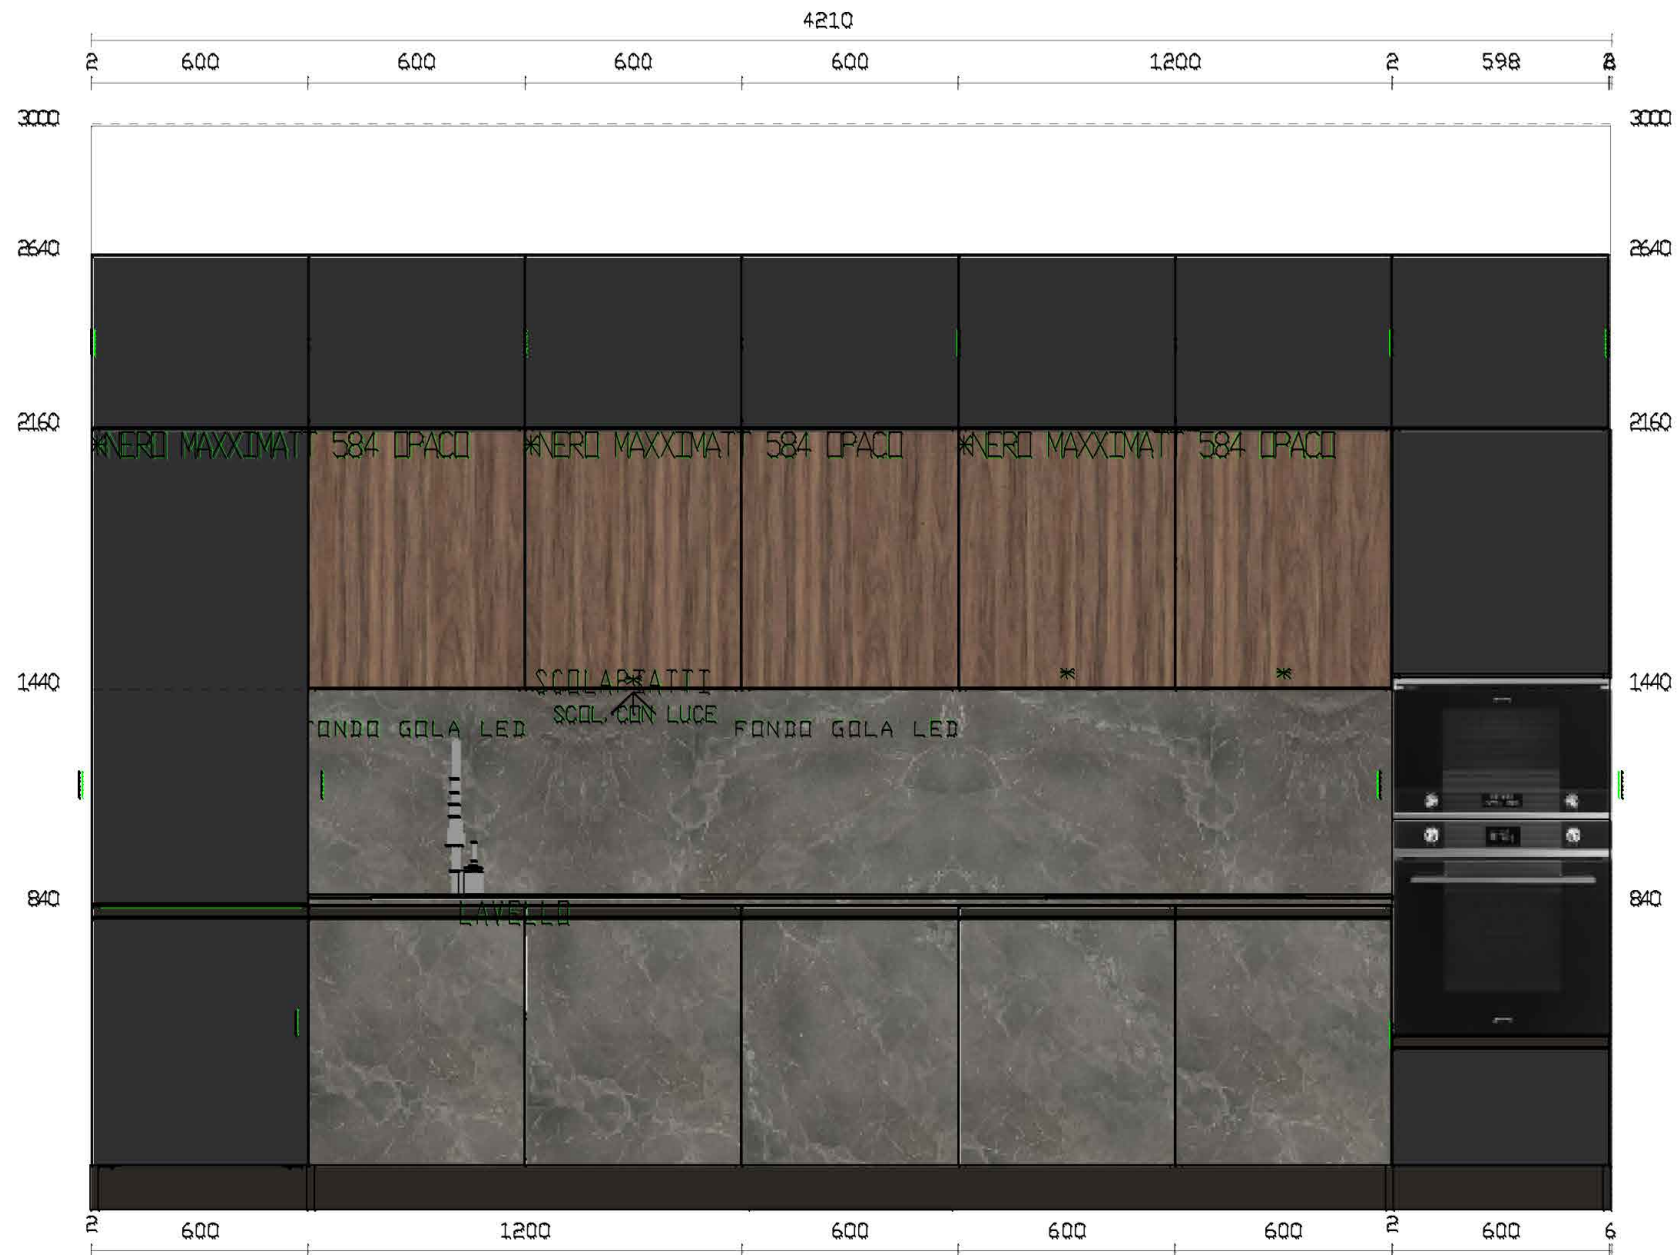 4210
2 600 600 600 600 1200 2 598
3000 3000
2640 2640
2160 2160
*NERO MAXXIMATT 584 OPACO *NERO MAXXIMATT 584 OPACO *NERO MAXXIMATT 584 OPACO
1440 SCOLAPIATTI * * 1440
SCOL. CON LUCE
FONDO GOLA LED FONDO GOLA LED
840 840
LAVELLO
2 600 1200 600 600 600 2 600 6